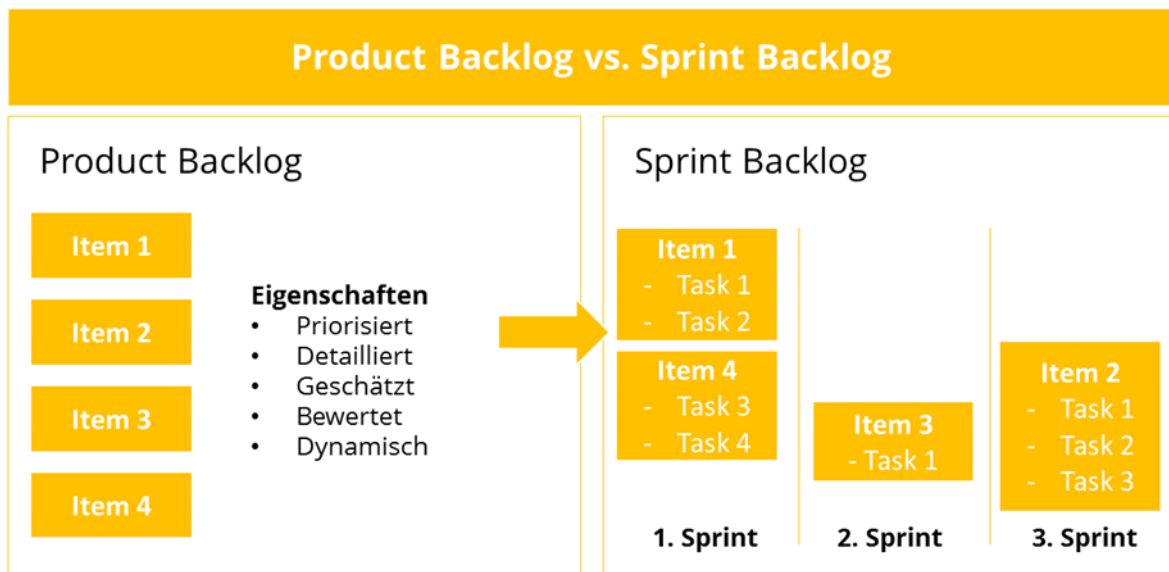 Product Backlog vs. Sprint Backlog
Product Backlog
Item 1
Item 2
Item 3
Item 4
Eigenschaften
• Priorisiert
• Detailliert
• Geschätzt
• Bewertet
• Dynamisch
Sprint Backlog
Item 1
- Task 1
- Task 2
Item 4
- Task 3
- Task 4
1. Sprint
Item 3
- Task 1
2. Sprint
Item 2
- Task 1
- Task 2
- Task 3
3. Sprint